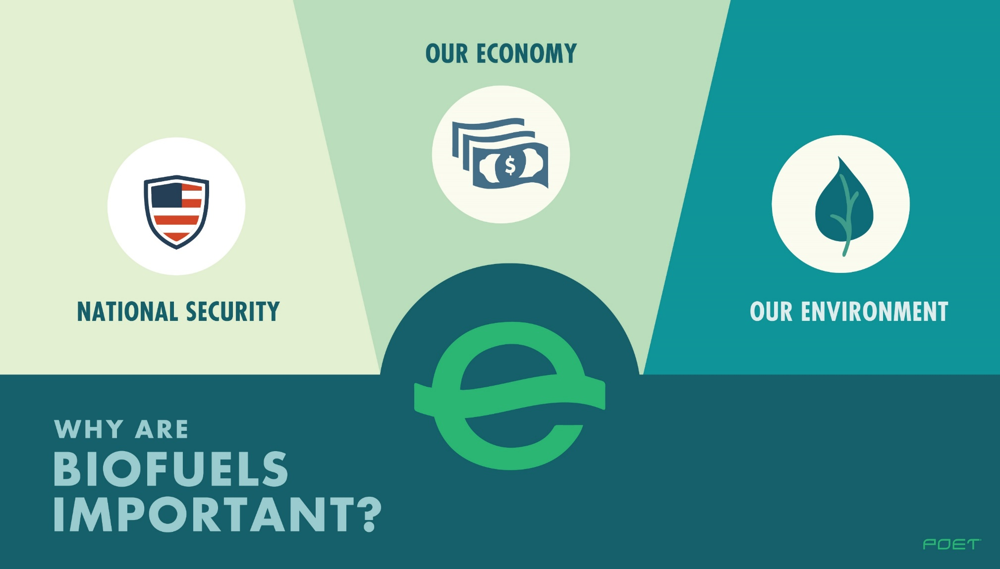 OUR ECONOMY
$
NATIONAL SECURITY
OUR ENVIRONMENT
e
WHY ARE
BIOFUELS
IMPORTANT?
POET